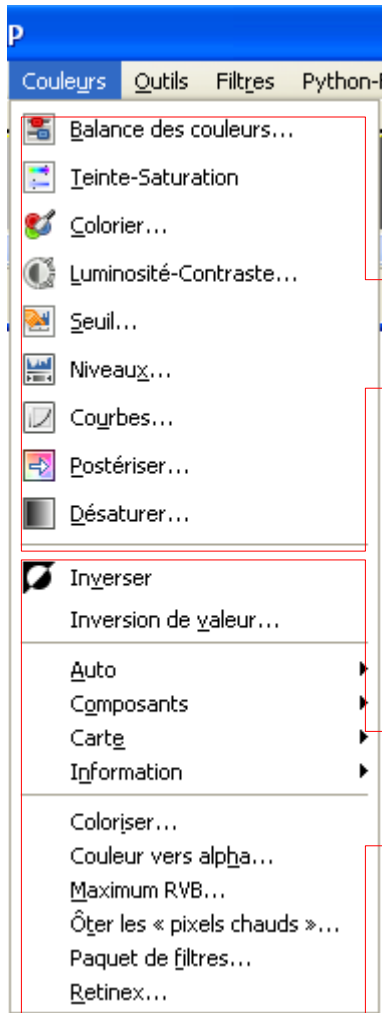 P
Couleurs Outils Filtres Python-
Balance des couleurs...
Teinte-Saturation
Colorier...
Luminosité-Contraste...
Seuil...
Niveaux...
Courbes...
Postériser...
Désaturer...
Inverser
Inversion de valeur...
Auto
Composants
Carte
Information
Coloriser...
Couleur vers alpha...
Maximum RVB...
Ôter les « pixels chauds »...
Paquet de filtres...
Retinex...